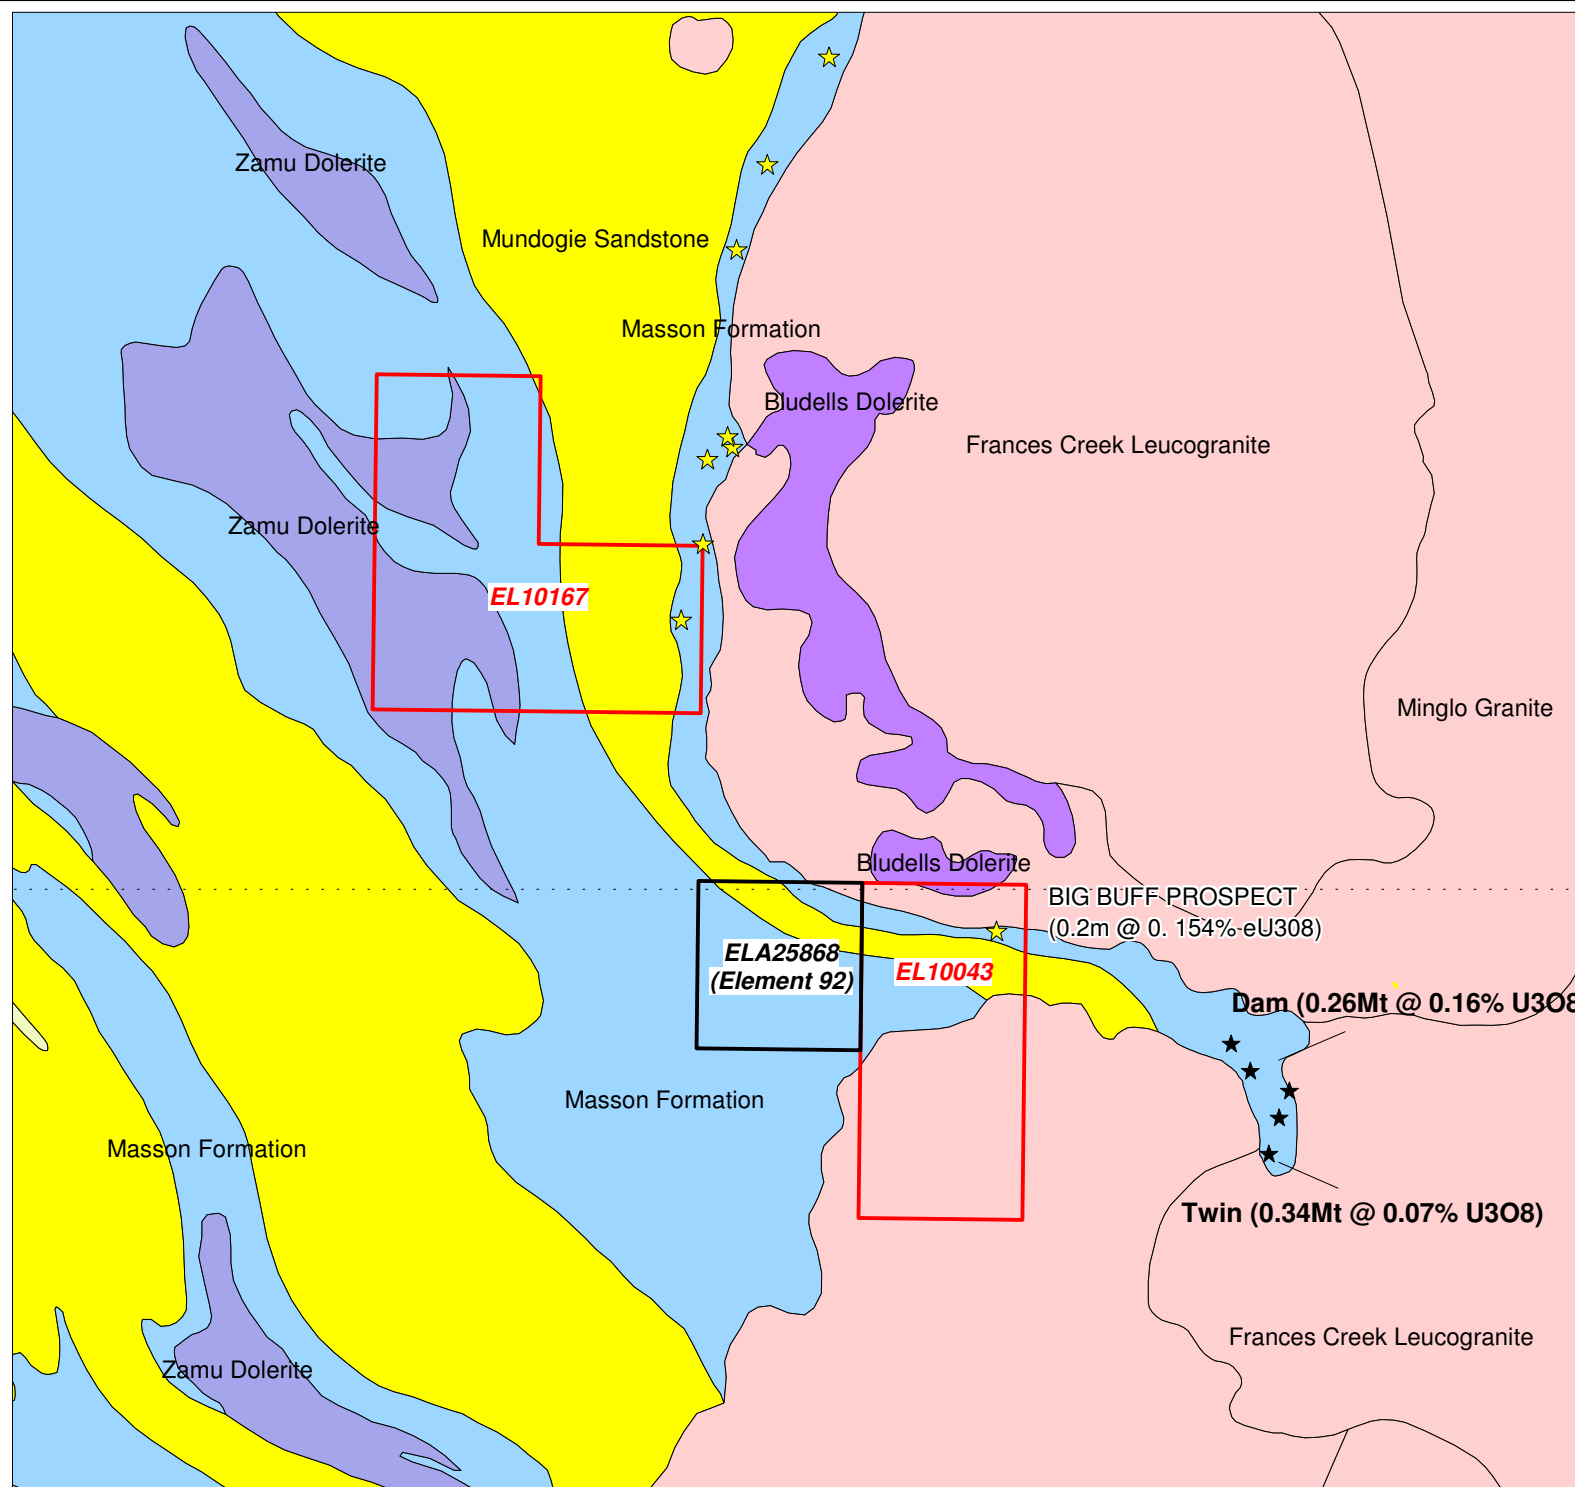 Zamu Dolerite
Mundogie Sandstone
Masson Formation
Bludells Dolerite
Frances Creek Leucogranite
Zamu Dolerite
EL10167
Minglo Granite
Bludells Dolerite
BIG BUFF PROSPECT
(0.2m @ 0. 154% eU308)
ELA25868
(Element 92)
EL10043
Dam (0.26Mt @ 0.16% U3O8
Masson Formation
Masson Formation
Twin (0.34Mt @ 0.07% U3O8)
Frances Creek Leucogranite
Zamu Dolerite